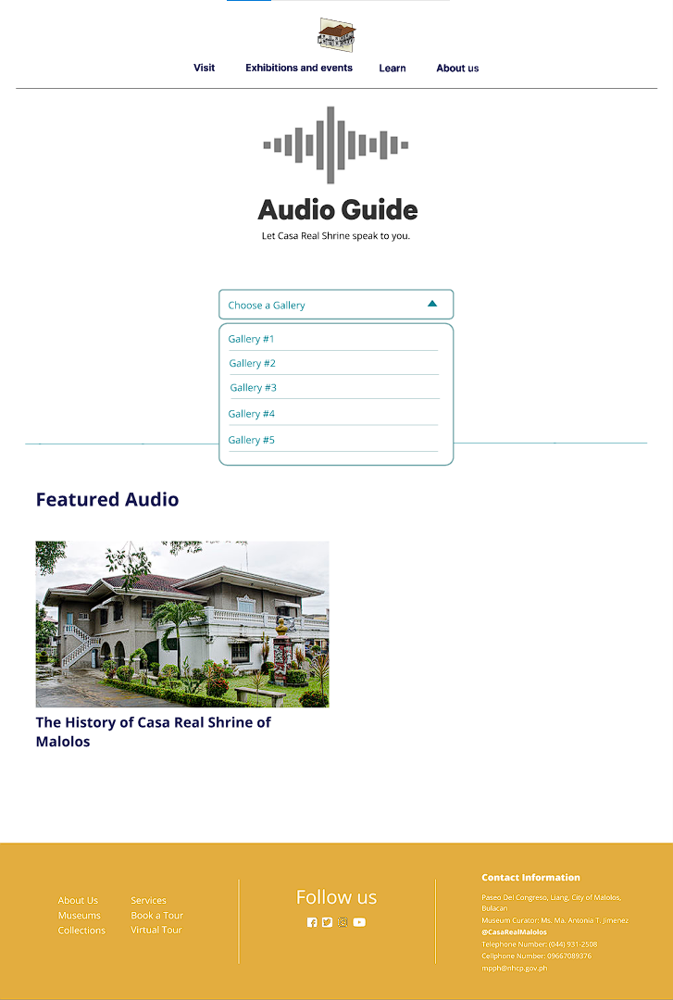 Visit
Exhibitions and events
Learn
About us
Audio Guide
Let Casa Real Shrine speak to you.
Choose a Gallery
Gallery #1
Gallery #2
Gallery #3
Gallery #4
Gallery #5
Featured Audio
The History of Casa Real Shrine of
Malolos
About Us
Museums
Collections
Services
Book a Tour
Virtual Tour
Follow us
Contact Information
Paseo Del Congreso, Liang, City of Malolos,
Bulacan
Museum Curator: Ms. Ma. Antonia T. Jimenez
@CasaRealMalolos
Telephone Number: (044) 931-2508
Cellphone Number: 09667089376
mpph@nhcp.gov.ph